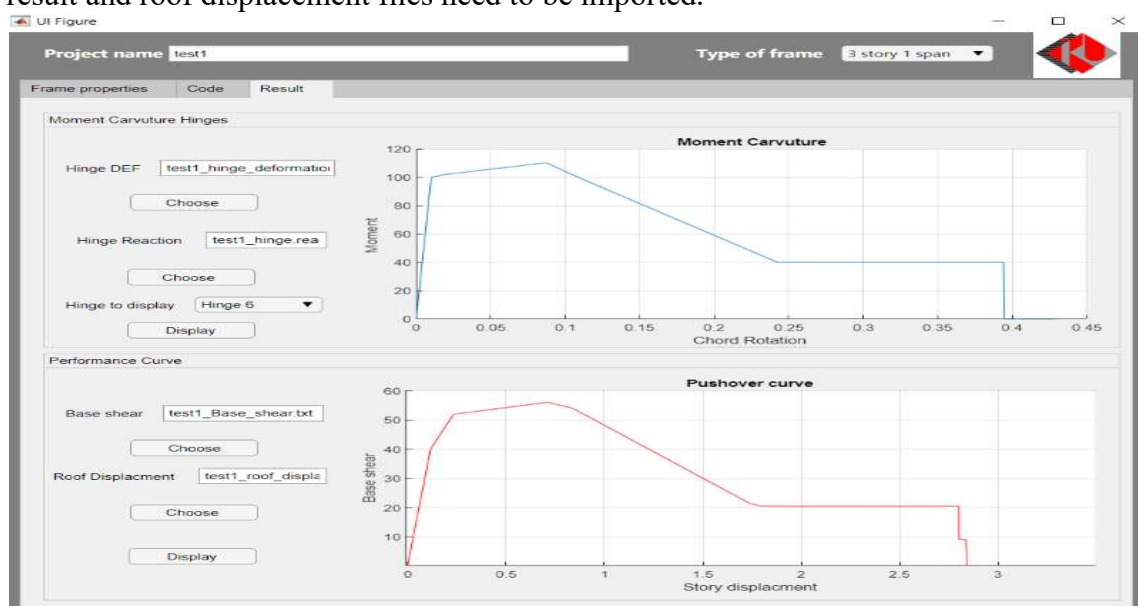 result and roof displacement files need to be imported.
UI Figure
Project name test1 Type of frame 3 story 1 span
Frame properties Code Result
Moment Carvuture Hinges
Moment Carvuture
Hinge DEF test1_hinge_deformation
Choose
Hinge Reaction test1_hinge.rea
Choose
Hinge to display Hinge 6
Display
120
100
80
60
40
20
0
Moment
0 0.05 0.1 0.15 0.2 0.25 0.3 0.35 0.4 0.45
Chord Rotation
Performance Curve
Pushover curve
Base shear test1_Base_shear.txt
Choose
Roof Displacment test1_roof_displa
Choose
Display
60
50
40
30
20
10
Base shear
0 0.5 1 1.5 2 2.5 3
Story displacment